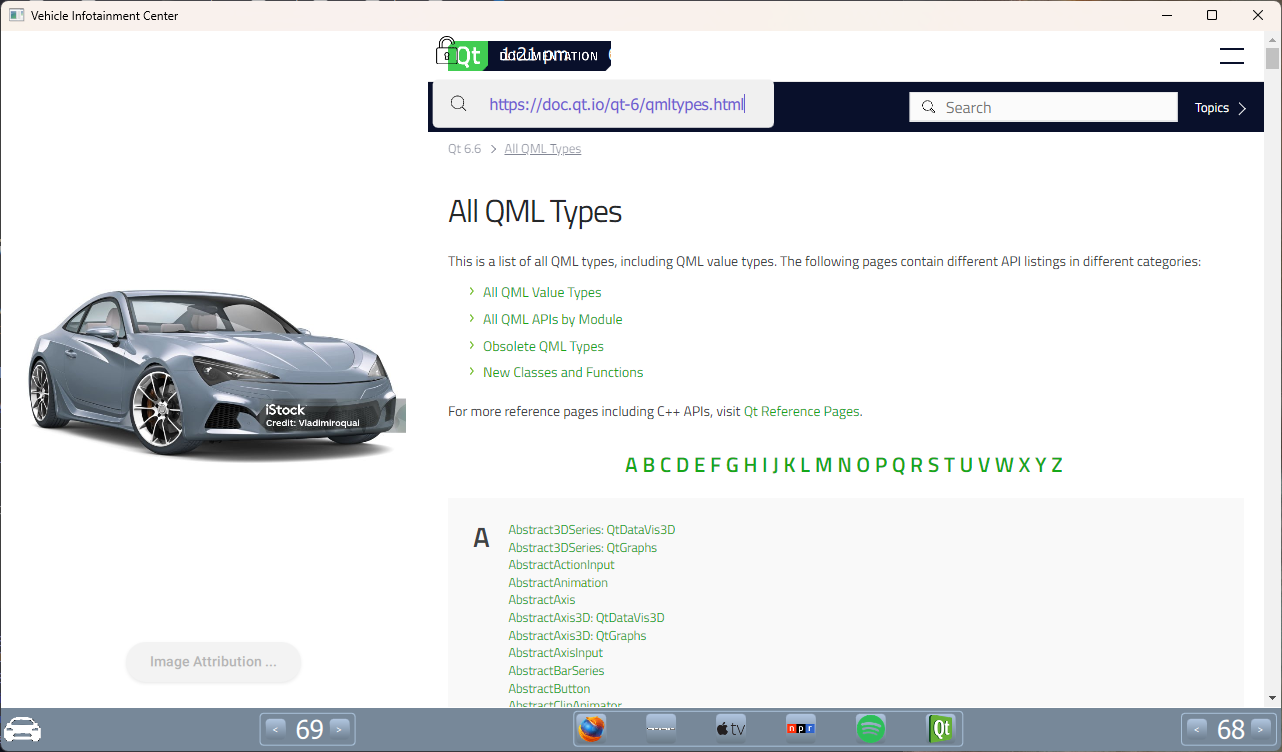 Vehicle Infotainment Center
Qt DOCUMENTATION
1:21 pm
https://doc.qt.io/qt-6/qmltypes.html
Search
Topics
Qt 6.6 > All QML Types
All QML Types
This is a list of all QML types, including QML value types. The following pages contain different API listings in different categories:
All QML Value Types
All QML APIs by Module
Obsolete QML Types
New Classes and Functions
For more reference pages including C++ APIs, visit Qt Reference Pages.
A B C D E F G H I J K L M N O P Q R S T U V W X Y Z
A
Abstract3DSeries: QtDataVis3D
Abstract3DSeries: QtGraphs
AbstractActionInput
AbstractAnimation
AbstractAxis
AbstractAxis3D: QtDataVis3D
AbstractAxis3D: QtGraphs
AbstractAxisInput
AbstractBarSeries
AbstractButton
AbstractClipAnimator
iStock
Credit: Vladimiroquai
Image Attribution ...
< 69 >
tv
npr
Qt
< 68 >